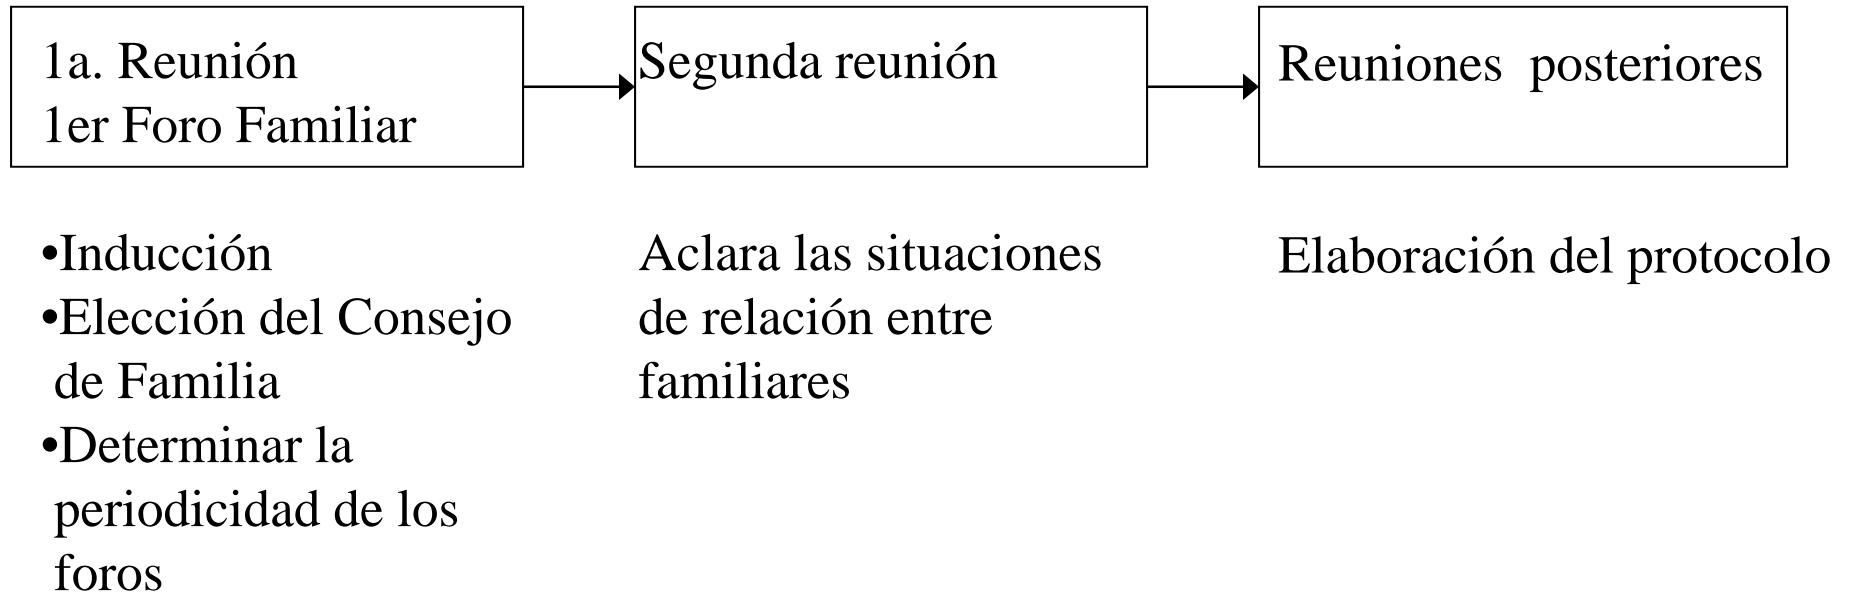 1a. Reunión
1er Foro Familiar
Segunda reunión
Reuniones posteriores
•Inducción
•Elección del Consejo
de Familia
•Determinar la
periodicidad de los
foros
Aclara las situaciones
de relación entre
familiares
Elaboración del protocolo